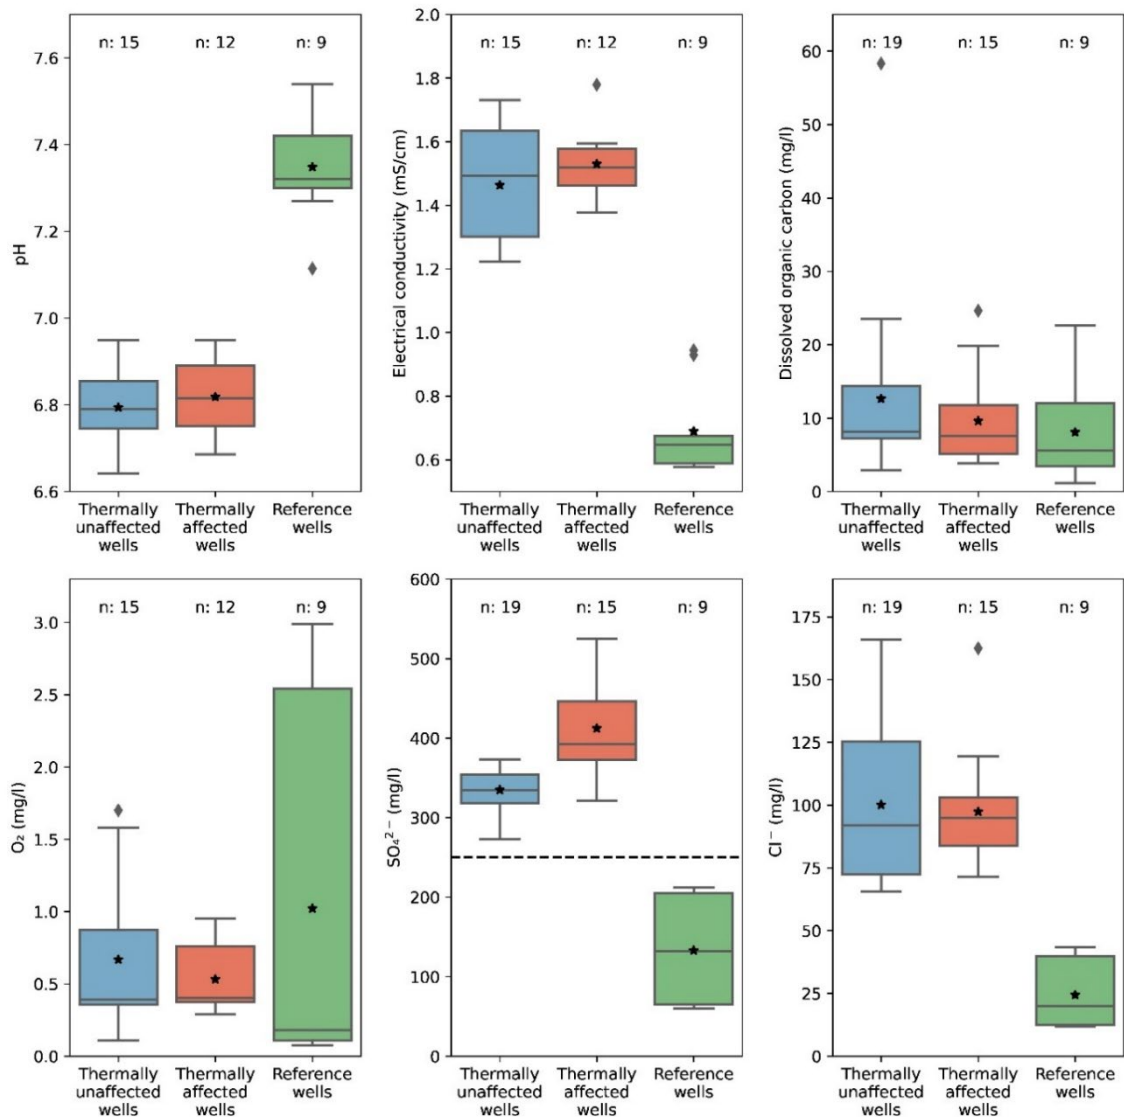 n: 15
n: 12
n: 9
7.6
7.4
7.2
7.0
6.8
6.6
pH
Thermally
unaffected
wells
Thermally
affected
wells
Reference
wells
n: 15
n: 12
n: 9
2.0
1.8
1.6
1.4
1.2
1.0
0.8
0.6
Electrical conductivity (mS/cm)
Thermally
unaffected
wells
Thermally
affected
wells
Reference
wells
n: 19
n: 15
n: 9
60
50
40
30
20
10
0
Dissolved organic carbon (mg/l)
Thermally
unaffected
wells
Thermally
affected
wells
Reference
wells
n: 15
n: 12
n: 9
3.0
2.5
2.0
1.5
1.0
0.5
0.0
O₂ (mg/l)
Thermally
unaffected
wells
Thermally
affected
wells
Reference
wells
n: 19
n: 15
n: 9
600
500
400
300
200
100
0
SO₄²⁻ (mg/l)
Thermally
unaffected
wells
Thermally
affected
wells
Reference
wells
n: 19
n: 15
n: 9
175
150
125
100
75
50
25
0
Cl⁻ (mg/l)
Thermally
unaffected
wells
Thermally
affected
wells
Reference
wells